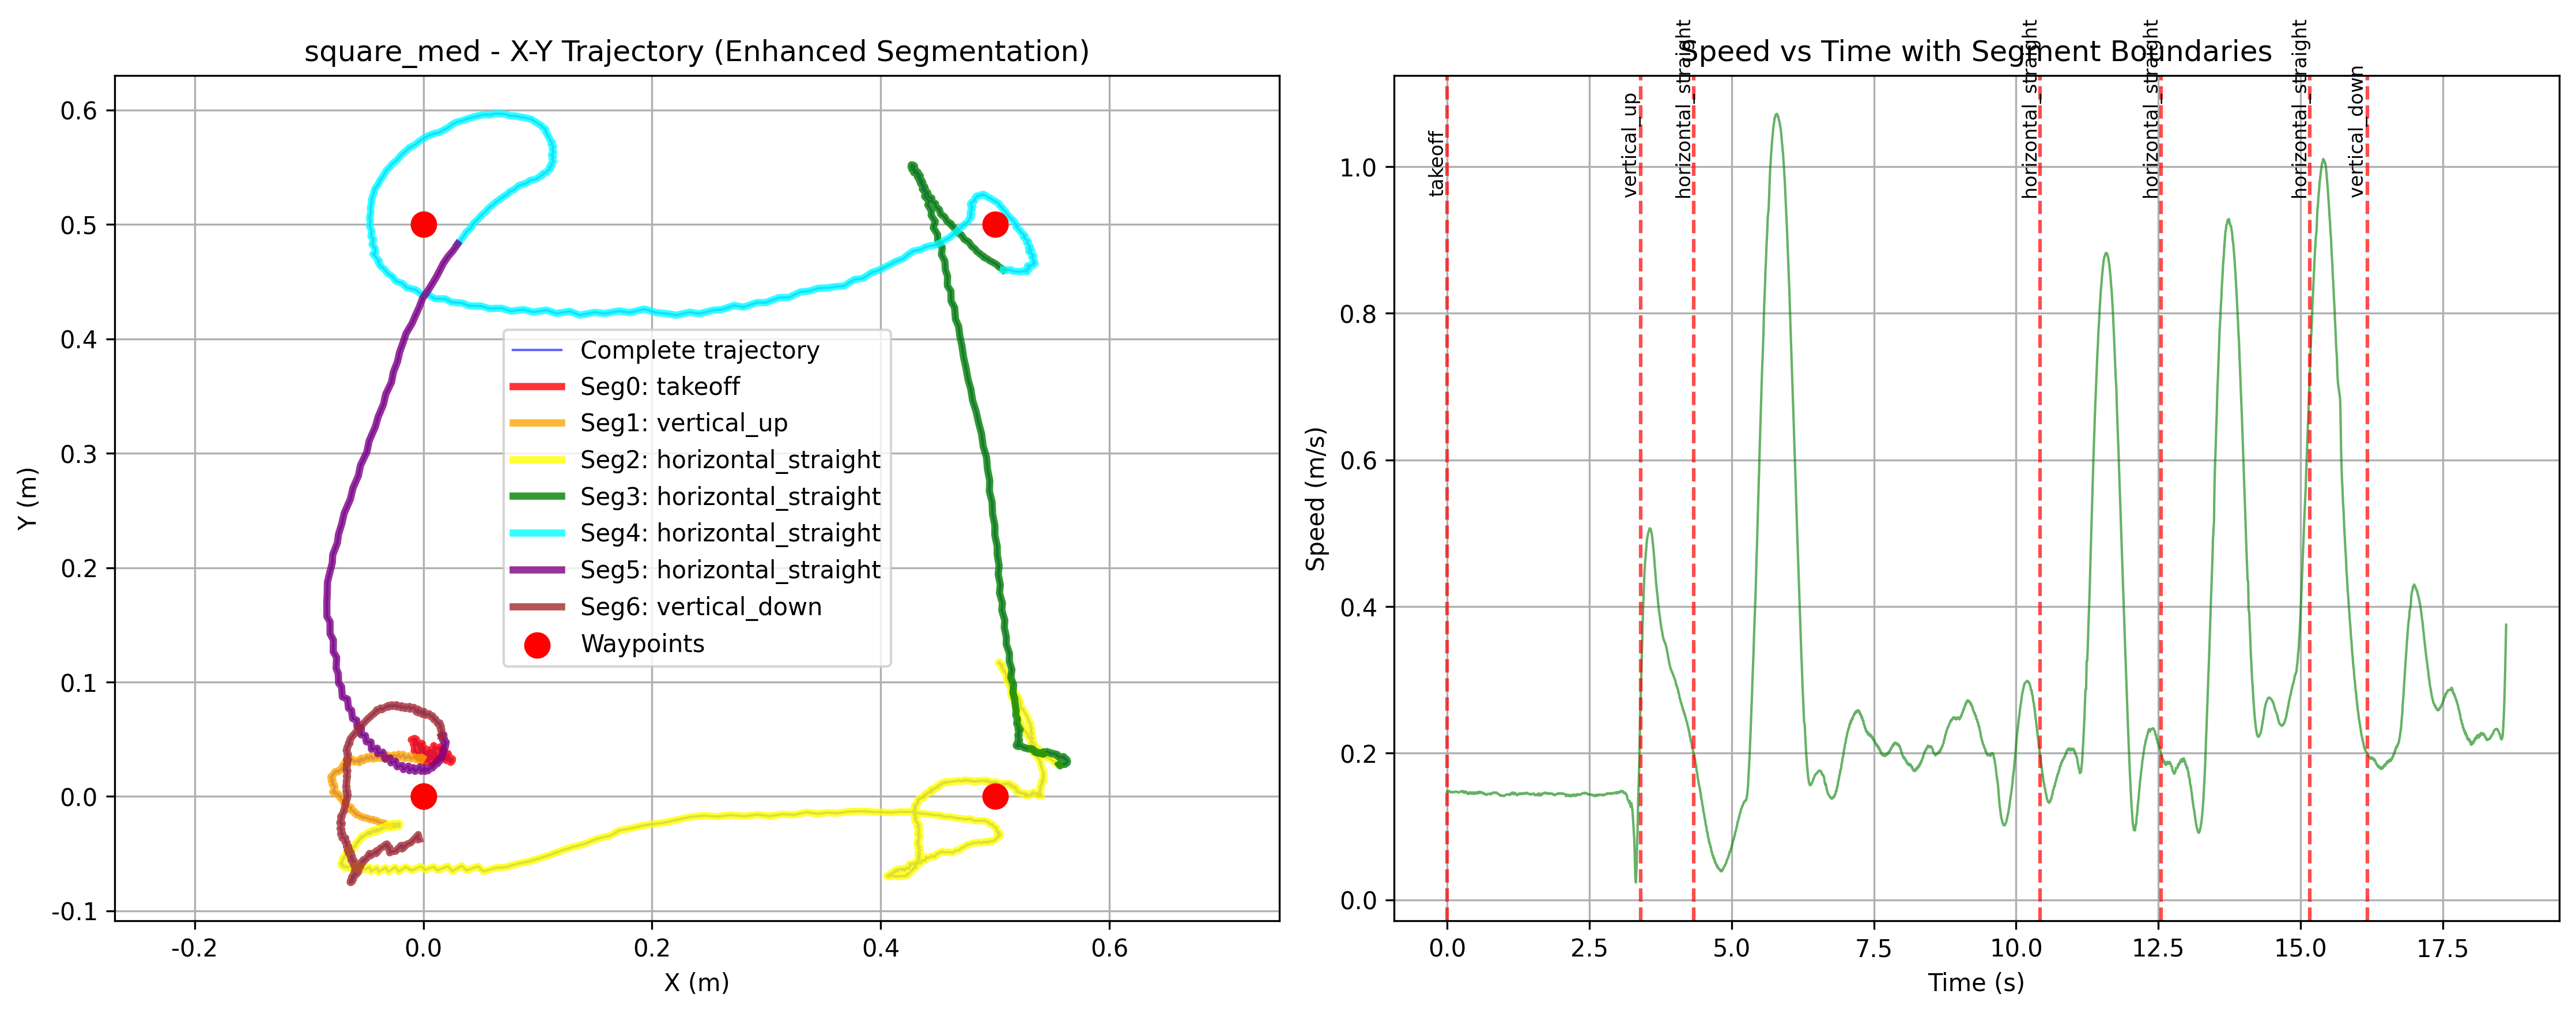 square_med - X-Y Trajectory (Enhanced Segmentation)
Y (m)
0.6
0.5
0.4
0.3
0.2
0.1
0.0
-0.1
-0.2
0.0
0.2
0.4
0.6
X (m)
Complete trajectory
Seg0: takeoff
Seg1: vertical_up
Seg2: horizontal_straight
Seg3: horizontal_straight
Seg4: horizontal_straight
Seg5: horizontal_straight
Seg6: vertical_down
Waypoints
Speed vs Time with Segment Boundaries
Speed (m/s)
1.0
0.8
0.6
0.4
0.2
0.0
takeoff
vertical_up
horizontal_straight
horizontal_straight
horizontal_straight
horizontal_straight
vertical_down
0.0
2.5
5.0
7.5
10.0
12.5
15.0
17.5
Time (s)